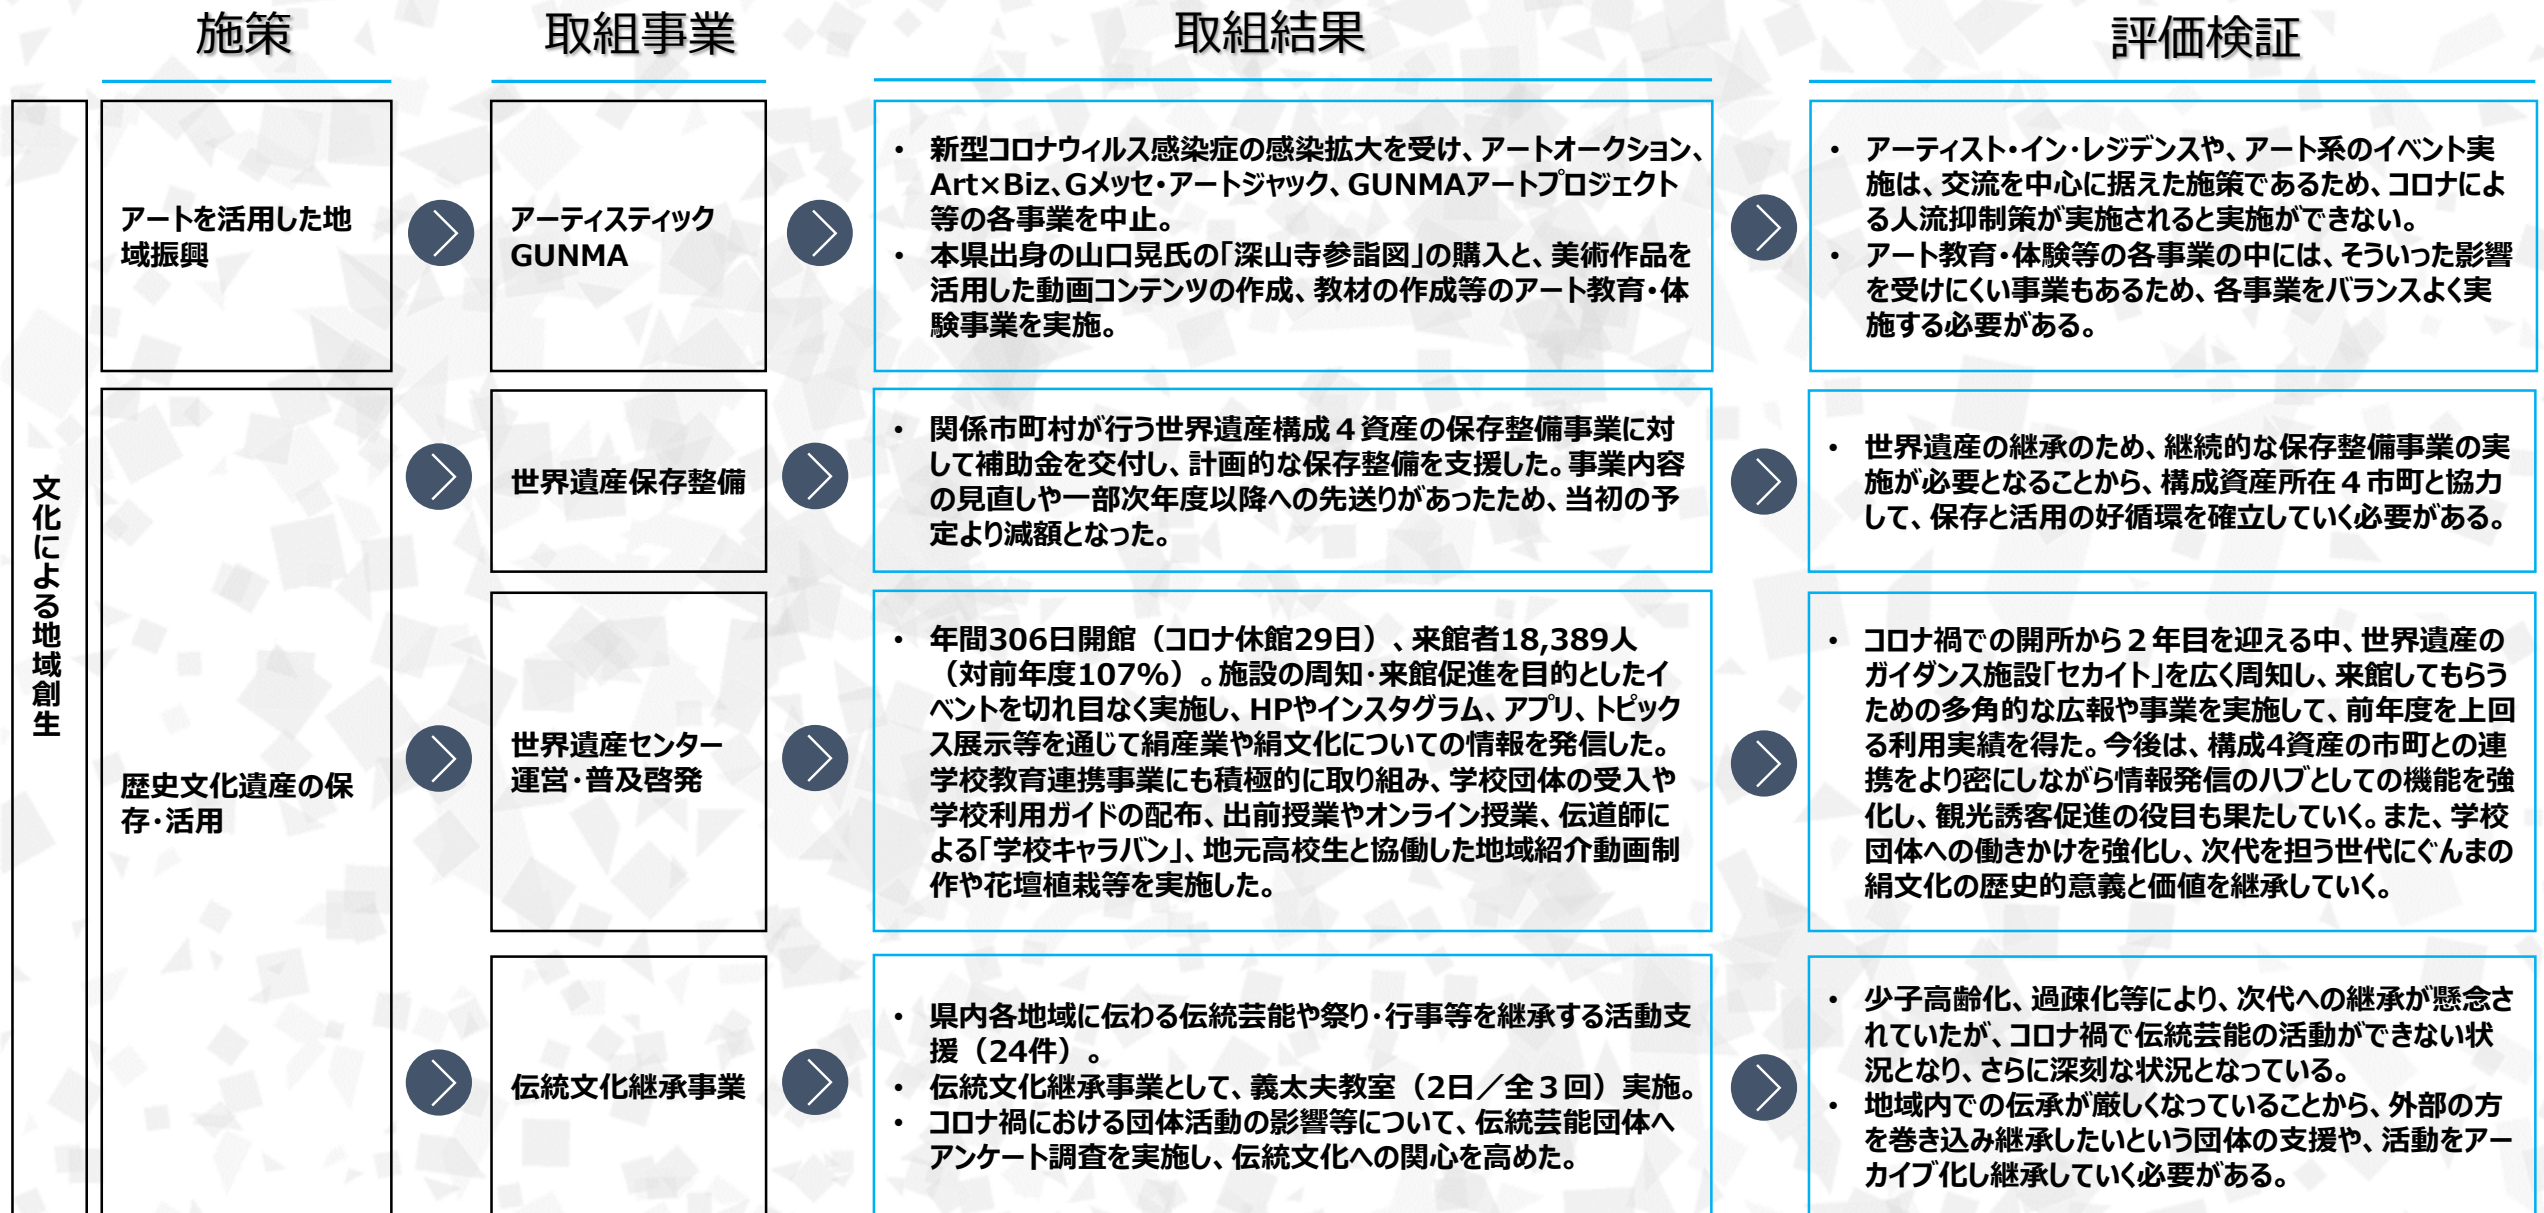 施策
取組事業
取組結果
評価検証
文化による地域創生
アートを活用した地
域振興
アーティスティック
GUNMA
・ 新型コロナウィルス感染症の感染拡大を受け、アートオークション、
Art×Biz、Gメッセ・アートジャック、GUNMAアートプロジェクト
等の各事業を中止。
・ 本県出身の山口晃氏の「深山寺参詣図」の購入と、美術作品を
活用した動画コンテンツの作成、教材の作成等のアート教育・体
験事業を実施。
・ アーティスト・イン・レジデンスや、アート系のイベント実
施は、交流を中心に据えた施策であるため、コロナによ
る人流抑制策が実施されると実施ができない。
・ アート教育・体験等の各事業の中には、そういった影響
を受けにくい事業もあるため、各事業をバランスよく実
施する必要がある。
歴史文化遺産の保
存・活用
世界遺産保存整備
・ 関係市町村が行う世界遺産構成４資産の保存整備事業に対
して補助金を交付し、計画的な保存整備を支援した。事業内容
の見直しや一部次年度以降への先送りがあったため、当初の予
定より減額となった。
・ 世界遺産の継承のため、継続的な保存整備事業の実
施が必要となることから、構成資産所在４市町と協力
して、保存と活用の好循環を確立していく必要がある。
世界遺産センター
運営・普及啓発
・ 年間306日開館（コロナ休館29日）、来館者18,389人
（対前年度107%）。施設の周知・来館促進を目的としたイ
ベントを切れ目なく実施し、HPやインスタグラム、アプリ、トピック
ス展示等を通じて絹産業や絹文化についての情報を発信した。
学校教育連携事業にも積極的に取り組み、学校団体の受入や
学校利用ガイドの配布、出前授業やオンライン授業、伝道師に
よる「学校キャラバン」、地元高校生と協働した地域紹介動画制
作や花壇植栽等を実施した。
・ コロナ禍での開所から２年目を迎える中、世界遺産の
ガイダンス施設「セカイト」を広く周知し、来館してもらう
ための多角的な広報や事業を実施して、前年度を上回
る利用実績を得た。今後は、構成4資産の市町との連
携をより密にしながら情報発信のハブとしての機能を強
化し、観光誘客促進の役目も果たしていく。また、学校
団体への働きかけを強化し、次代を担う世代にぐんまの
絹文化の歴史的意義と価値を継承していく。
伝統文化継承事業
・ 県内各地域に伝わる伝統芸能や祭り・行事等を継承する活動支
援（24件）。
・ 伝統文化継承事業として、義太夫教室（2日／全３回）実施。
・ コロナ禍における団体活動の影響等について、伝統芸能団体へ
アンケート調査を実施し、伝統文化への関心を高めた。
・ 少子高齢化、過疎化等により、次代への継承が懸念さ
れていたが、コロナ禍で伝統芸能の活動ができない状
況となり、さらに深刻な状況となっている。
・ 地域内での伝承が厳しくなっていることから、外部の方
を巻き込み継承したいという団体の支援や、活動をアー
カイブ化し継承していく必要がある。